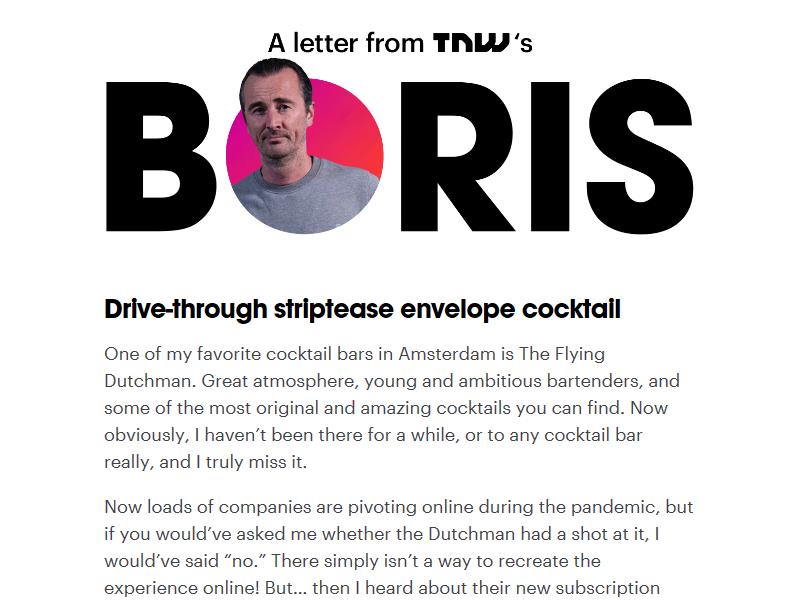 A letter from TNW's
BORIS
Drive-through striptease envelope cocktail
One of my favorite cocktail bars in Amsterdam is The Flying
Dutchman. Great atmosphere, young and ambitious bartenders, and
some of the most original and amazing cocktails you can find. Now
obviously, I haven’t been there for a while, or to any cocktail bar
really, and I truly miss it.
Now loads of companies are pivoting online during the pandemic, but
if you would’ve asked me whether the Dutchman had a shot at it, I
would’ve said “no.” There simply isn’t a way to recreate the
experience online! But… then I heard about their new subscription